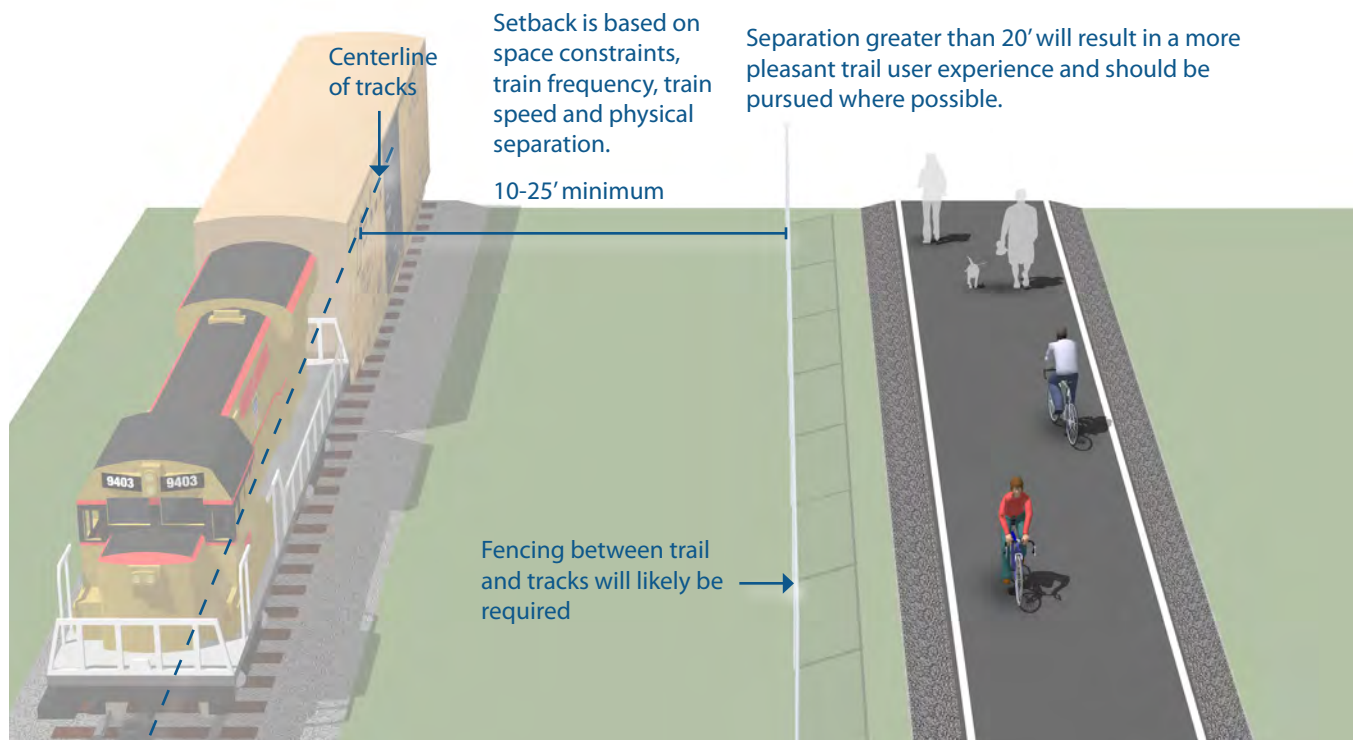 Centerline
of tracks
Setback is based on
space constraints,
train frequency, train
speed and physical
separation.
10-25’ minimum
Separation greater than 20’ will result in a more
pleasant trail user experience and should be
pursued where possible.
9403
9403
Fencing between trail
and tracks will likely be
required